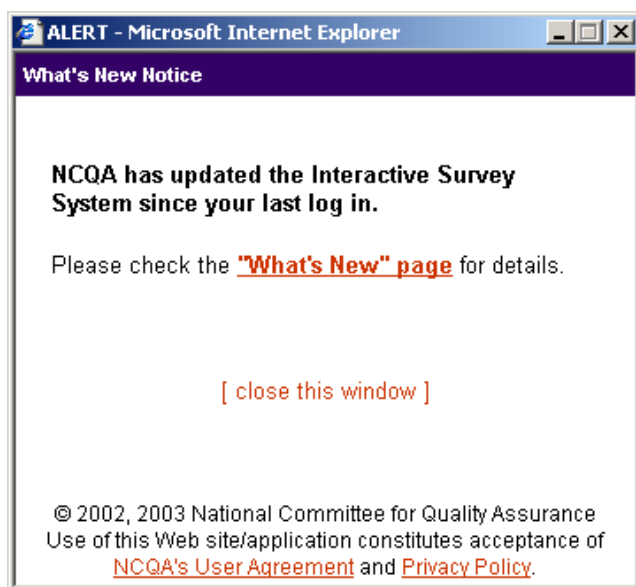 ALERT - Microsoft Internet Explorer
What's New Notice
NCQA has updated the Interactive Survey
System since your last log in.
Please check the "What's New" page for details.
[ close this window ]
© 2002, 2003 National Committee for Quality Assurance
Use of this Web site/application constitutes acceptance of
NCQA's User Agreement and Privacy Policy.